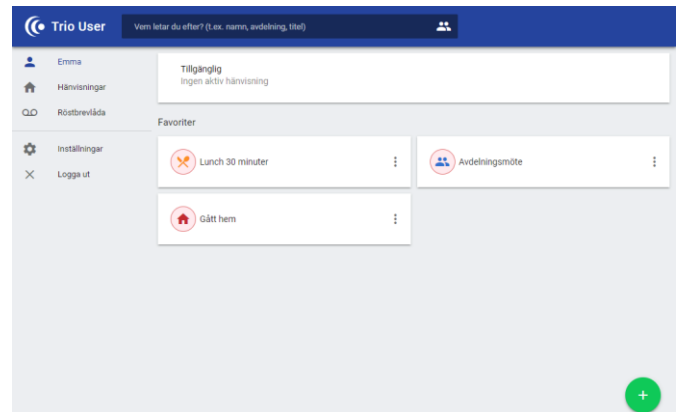 Trio User
Vem letar du efter? (t.ex. namn, avdelning, titel)
Emma
Hänvisningar
Röstbrevlåda
Inställningar
Logga ut
Tillgänglig
Ingen aktiv hänvisning
Favoriter
Lunch 30 minuter
Avdelningsmöte
Gått hem